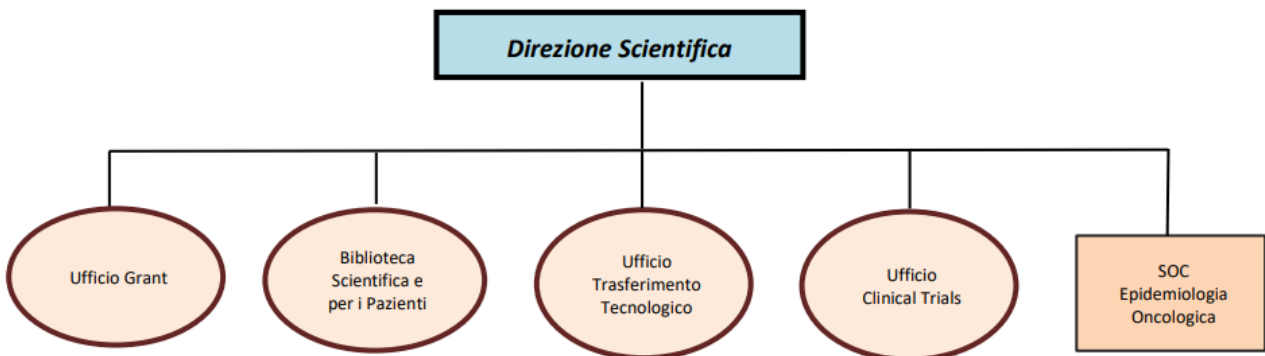 Direzione Scientifica
Ufficio Grant
Biblioteca
Scientifica e
per i Pazienti
Ufficio
Trasferimento
Tecnologico
Ufficio
Clinical Trials
SOC
Epidemiologia
Oncologica